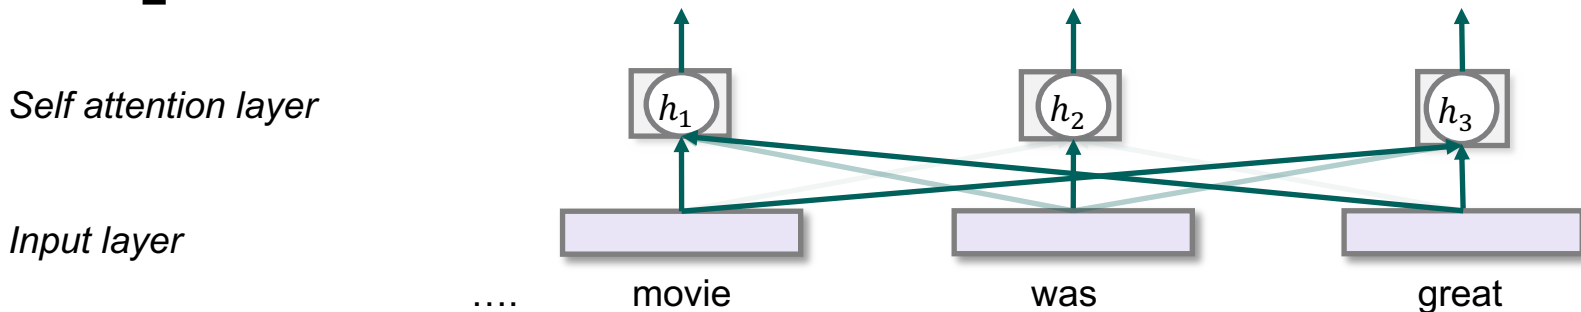 Self attention layer
h₁ h₂ h₃
Input layer
…. movie was great